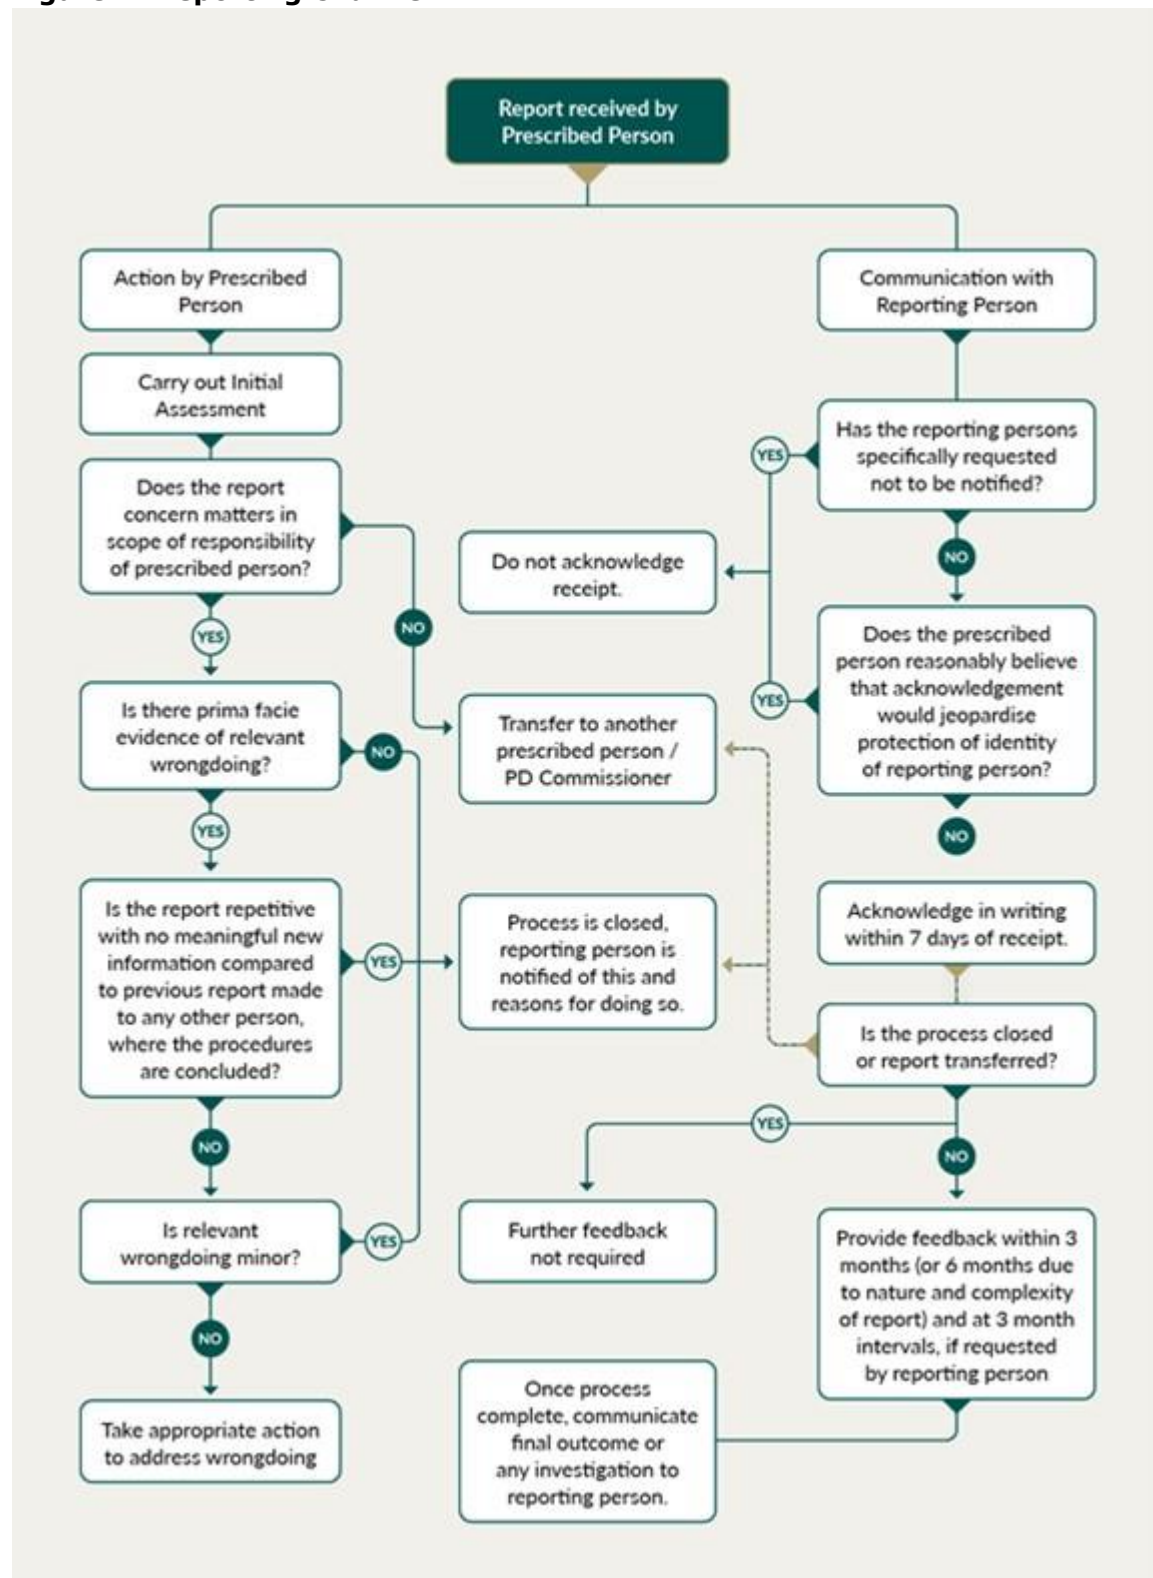 Report received by
Prescribed Person
Action by Prescribed
Person
Communication with
Reporting Person
Carry out Initial
Assessment
Has the reporting persons
specifically requested
not to be notified?
YES
Does the report
concern matters in
scope of responsibility
of prescribed person?
Do not acknowledge
receipt.
NO
NO
YES
Does the prescribed
person reasonably believe
that acknowledgement
would jeopardise
protection of identity
of reporting person?
YES
Is there prima facie
evidence of relevant
wrongdoing?
NO
Transfer to another
prescribed person /
PD Commissioner
YES
NO
Is the report repetitive
with no meaningful new
information compared
to previous report made
to any other person,
where the procedures
are concluded?
YES
Process is closed,
reporting person is
notified of this and
reasons for doing so.
Acknowledge in writing
within 7 days of receipt.
Is the process closed
or report transferred?
YES
NO
NO
Is relevant
wrongdoing minor?
YES
Further feedback
not required
Provide feedback within 3
months (or 6 months due
to nature and complexity
of report) and at 3 month
intervals, if requested
by reporting person
NO
Once process
complete, communicate
final outcome or
any investigation to
reporting person.
Take appropriate action
to address wrongdoing